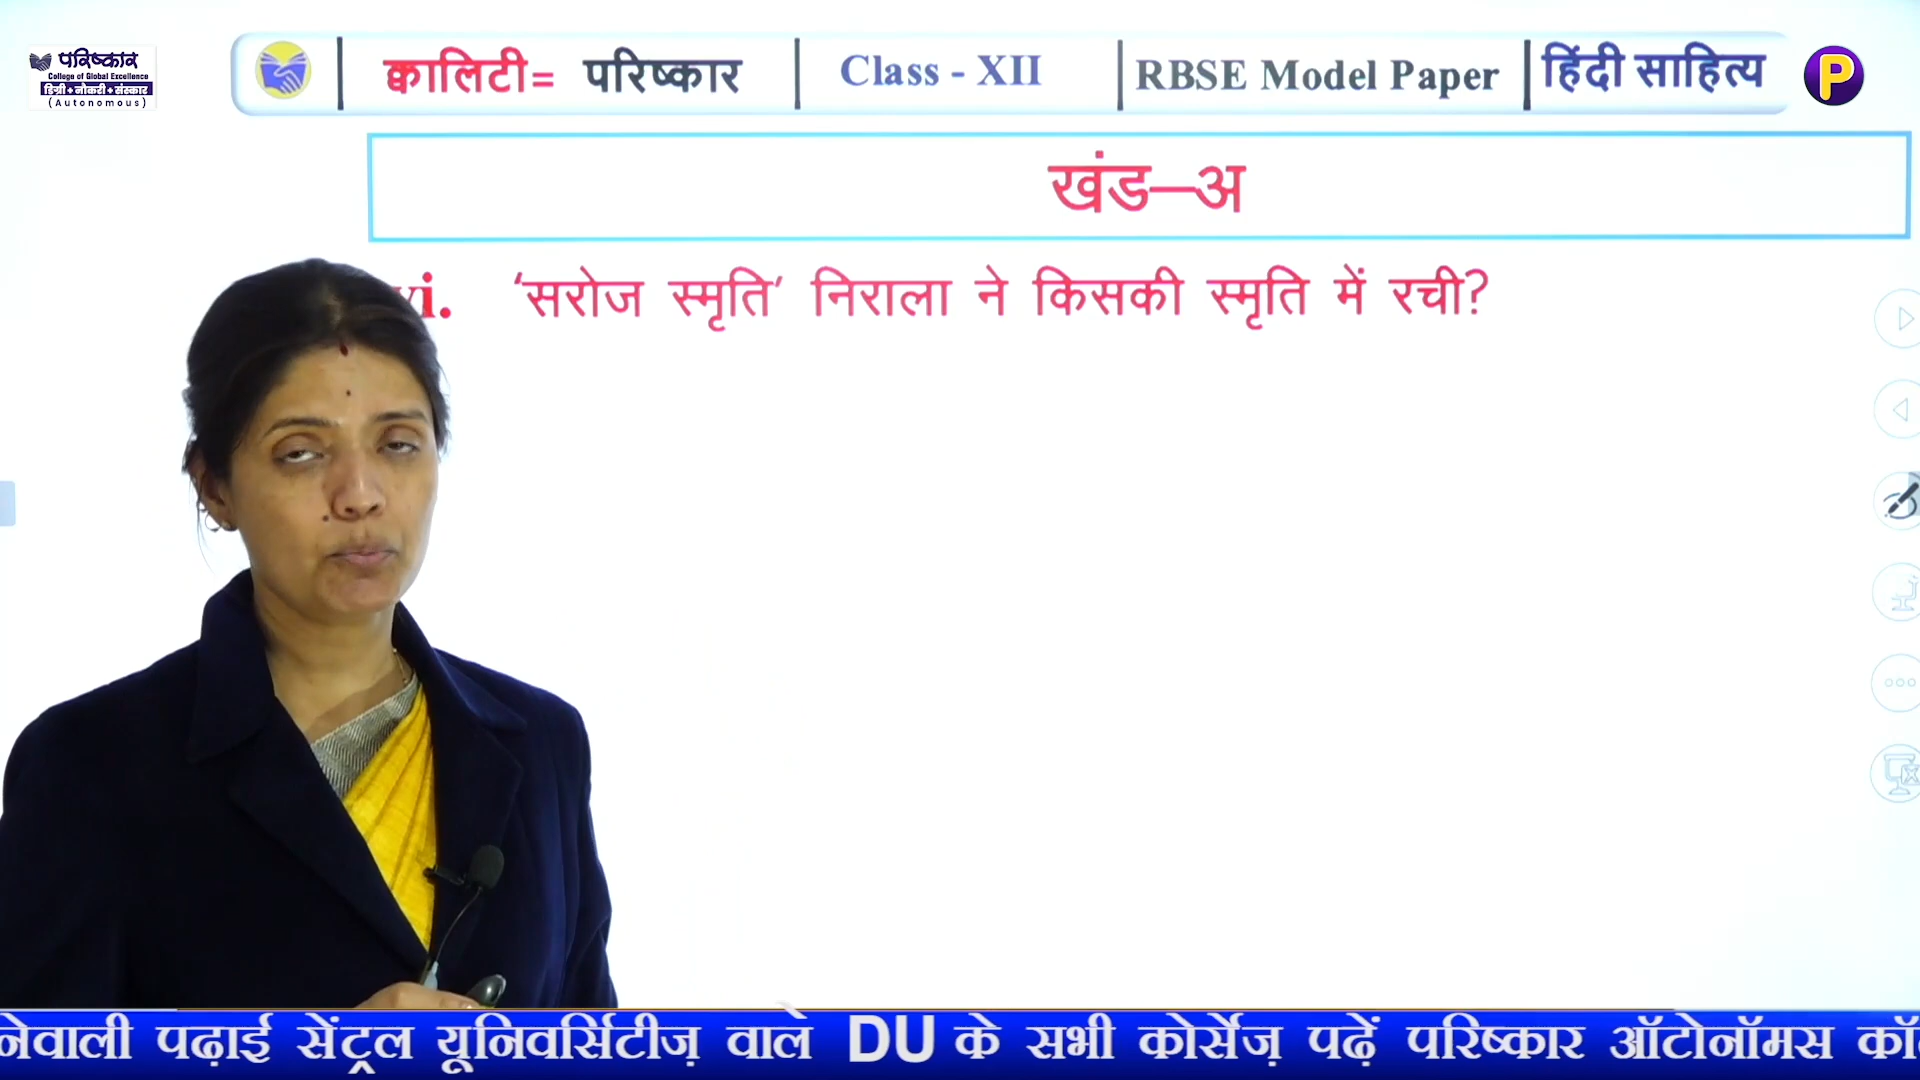 परिष्कार
College of Global Excellence
डिग्री + नौकरी + संस्कार
(Autonomous)
क्वालिटी= परिष्कार
Class - XII
RBSE Model Paper
हिंदी साहित्य
P
खंड–अ
vi. ‘सरोज स्मृति’ निराला ने किसकी स्मृति में रची?
नेवाली पढ़ाई सेंट्रल यूनिवर्सिटीज़ वाले DU के सभी कोर्सेज़ पढ़ें परिष्कार ऑटोनॉमस